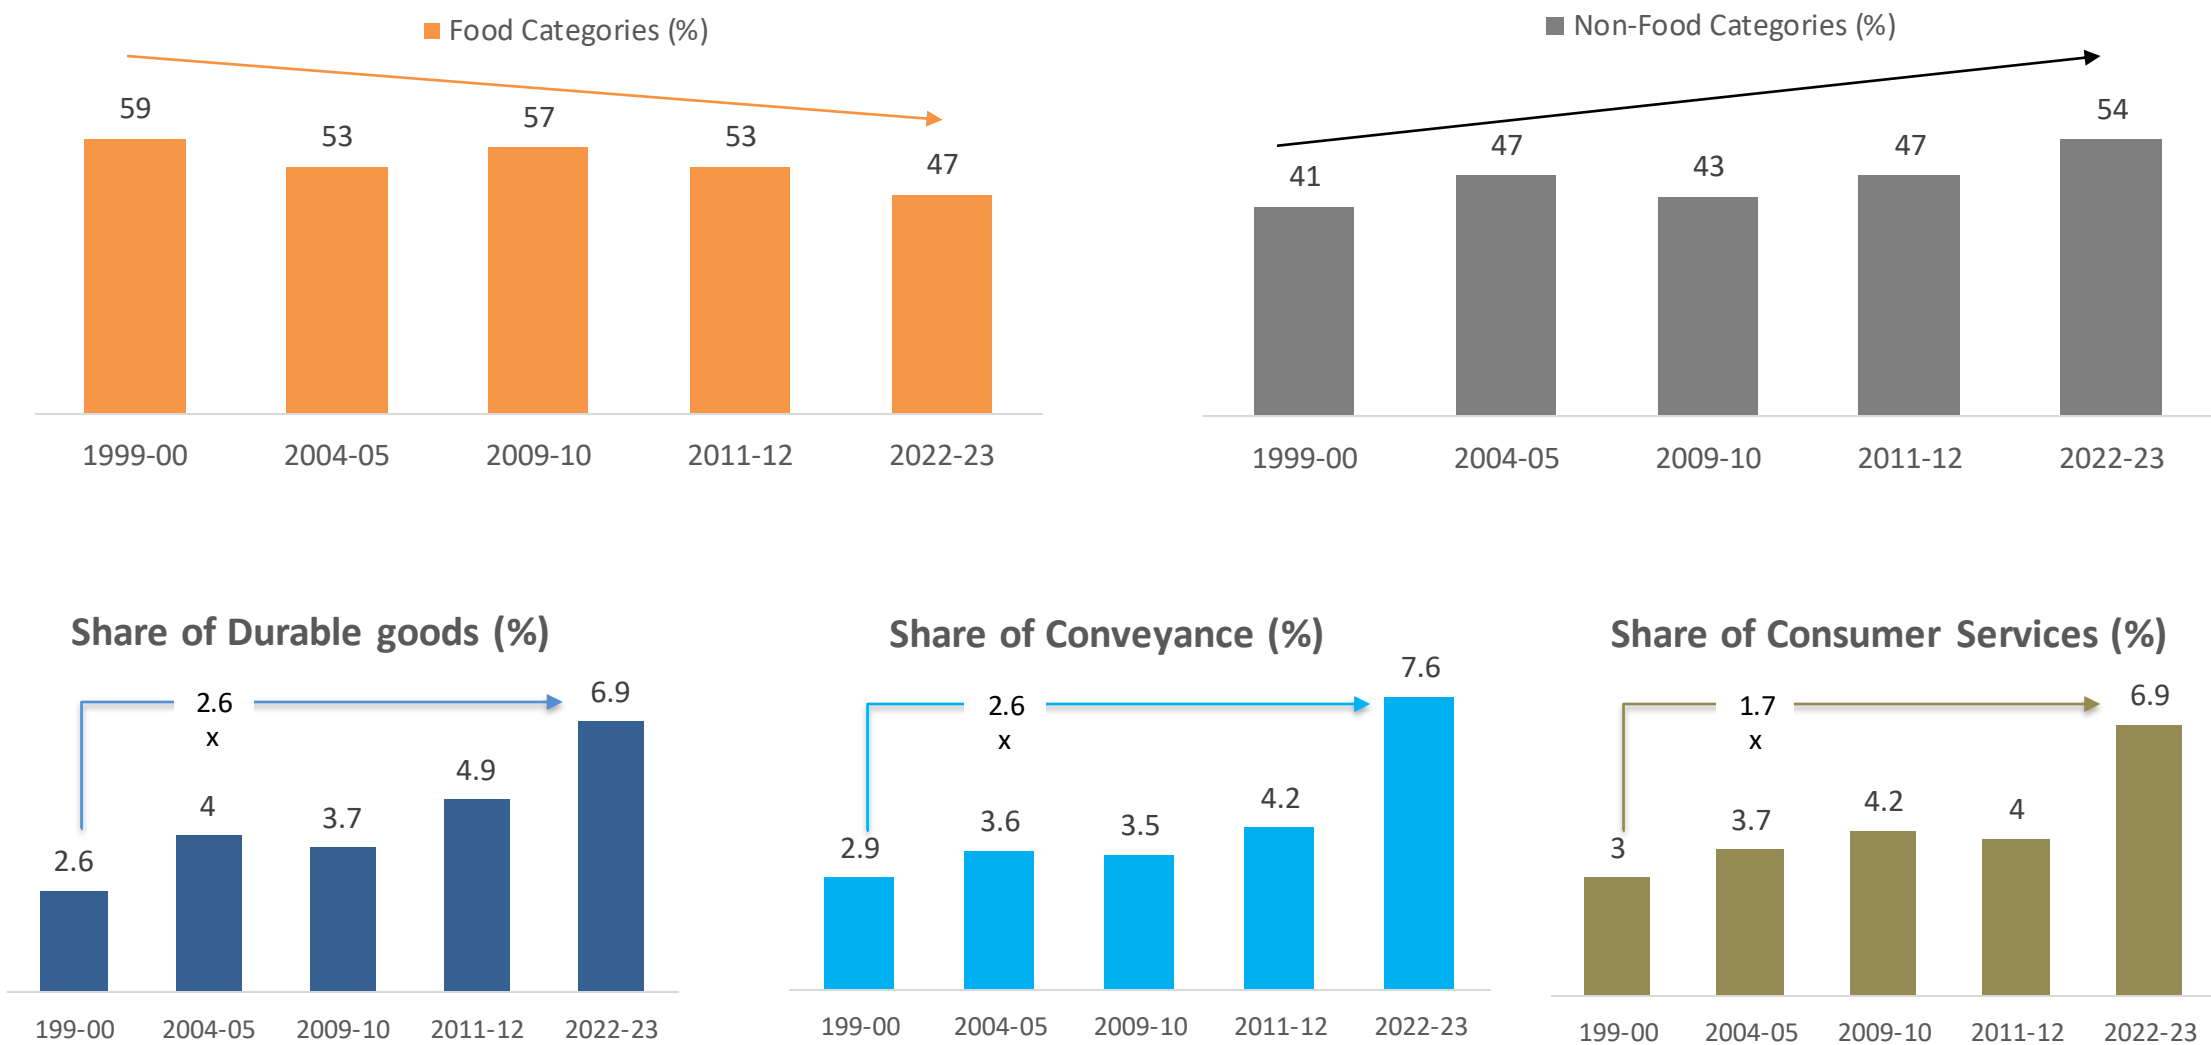 Food Categories (%)
59
53
57
53
47
1999-00 2004-05 2009-10 2011-12 2022-23
Non-Food Categories (%)
41
47
43
47
54
1999-00 2004-05 2009-10 2011-12 2022-23
Share of Durable goods (%)
2.6
x
2.6
4
3.7
4.9
6.9
199-00 2004-05 2009-10 2011-12 2022-23
Share of Conveyance (%)
2.6
x
2.9
3.6
3.5
4.2
7.6
199-00 2004-05 2009-10 2011-12 2022-23
Share of Consumer Services (%)
1.7
x
3
3.7
4.2
4
6.9
199-00 2004-05 2009-10 2011-12 2022-23